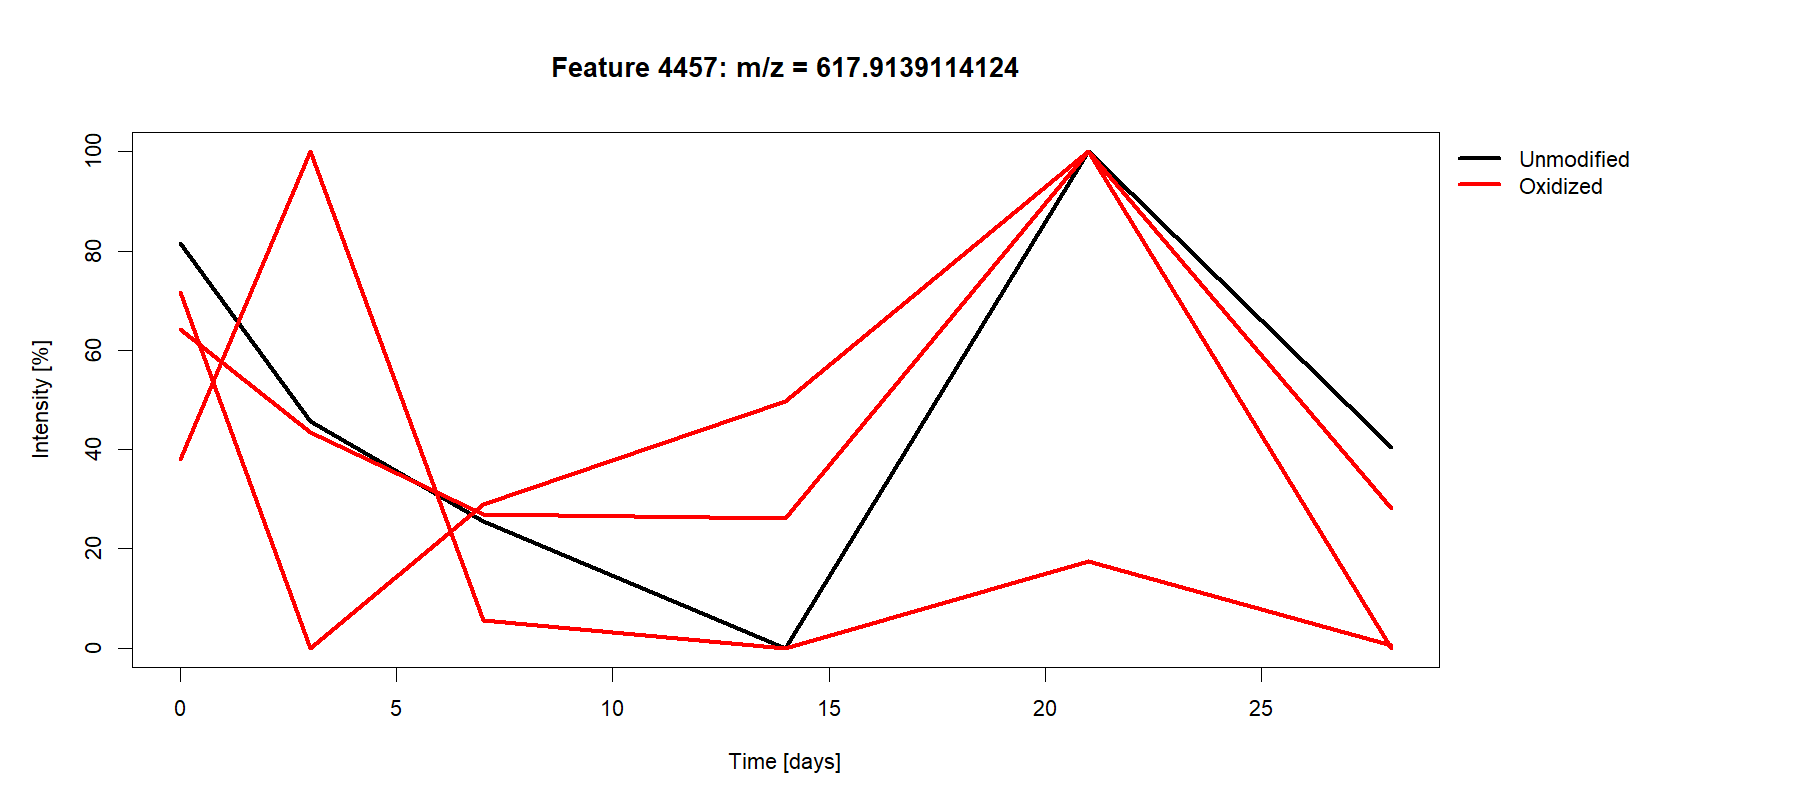 Feature 4457: m/z = 617.9139114124
Unmodified
Oxidized
Intensity [%]
100
80
60
40
20
0
0 5 10 15 20 25
Time [days]